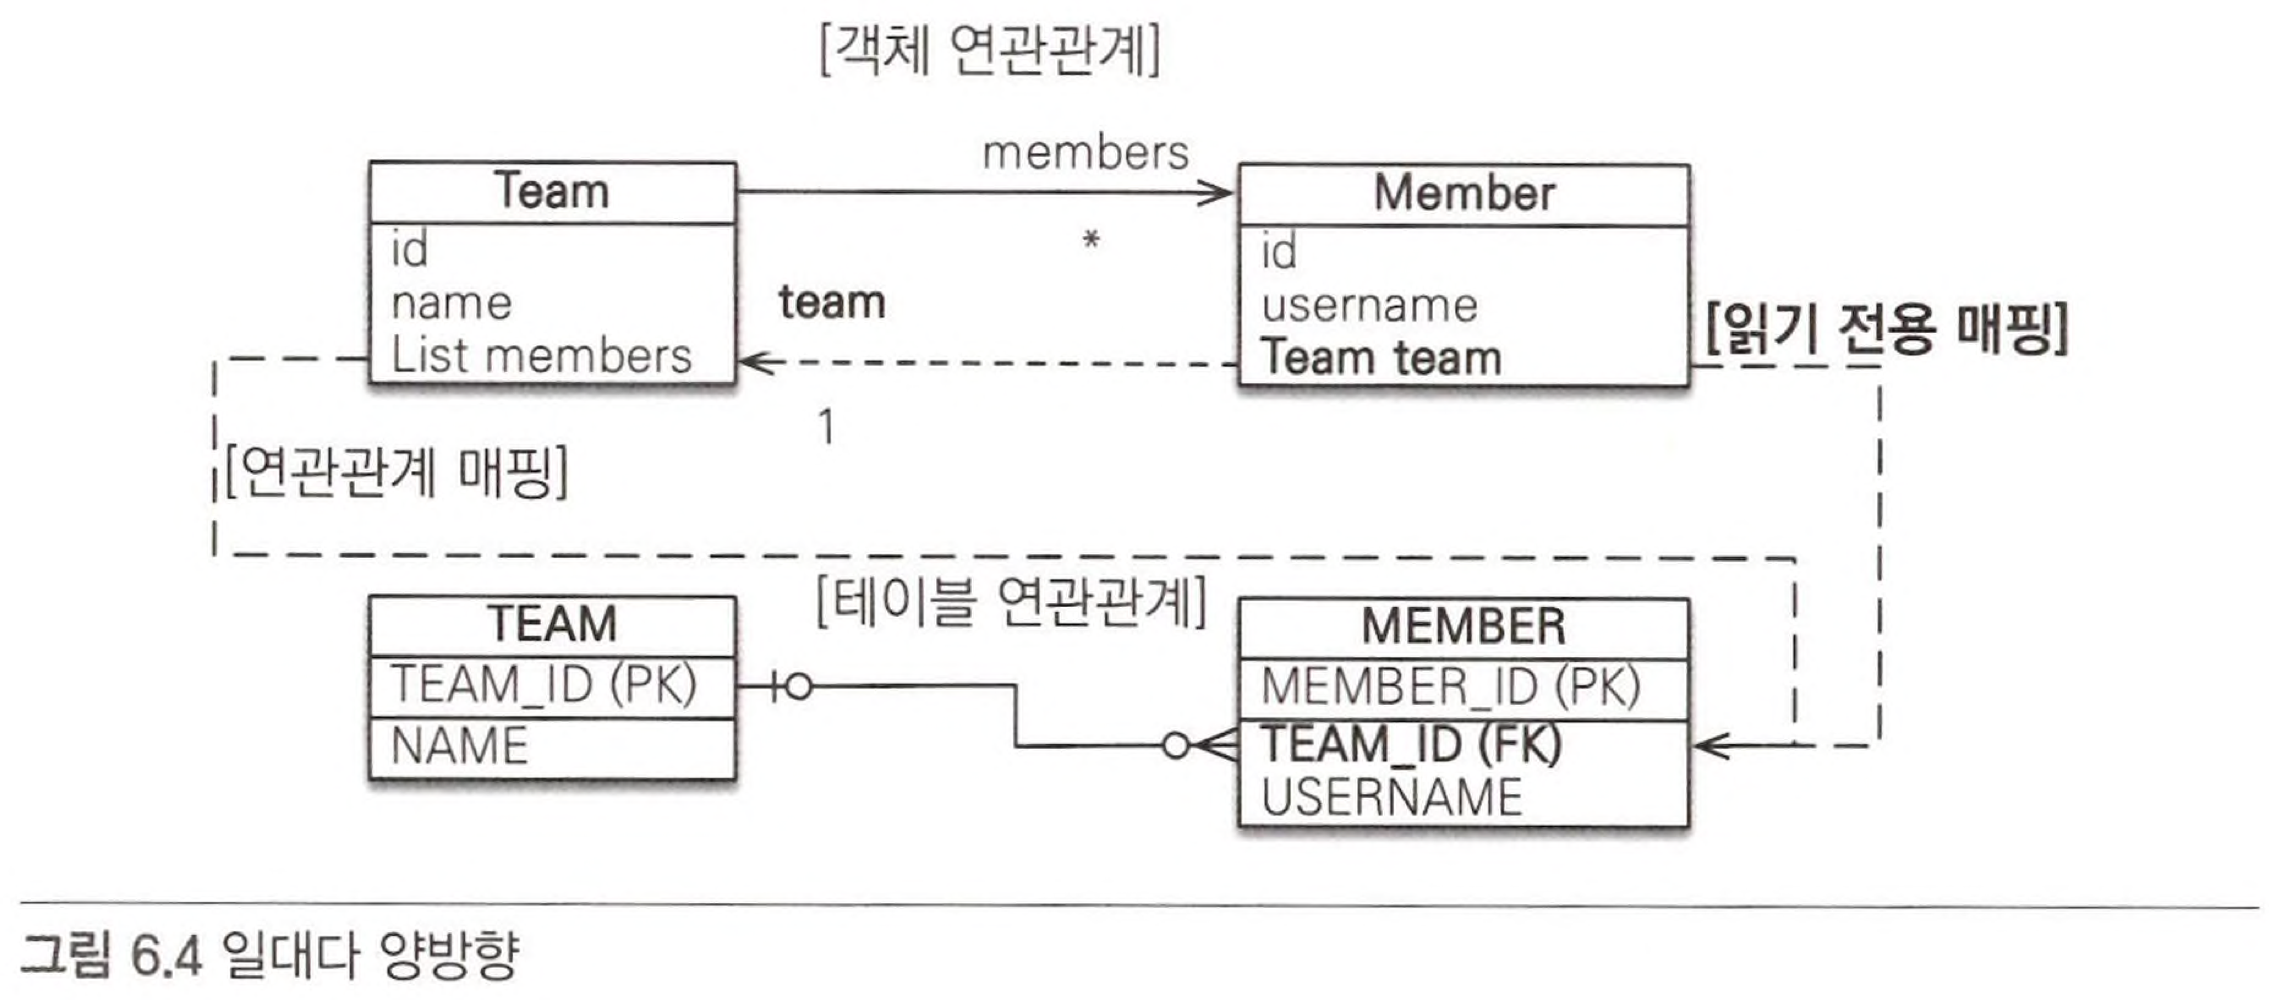 [객체 연관관계]
members
Team
Member
id
name
List members
*
team
1
id
username
Team team
[읽기 전용 매핑]
[연관관계 매핑]
[테이블 연관관계]
TEAM
TEAM_ID (PK)
NAME
MEMBER
MEMBER_ID (PK)
TEAM_ID (FK)
USERNAME
그림 6.4 일대다 양방향